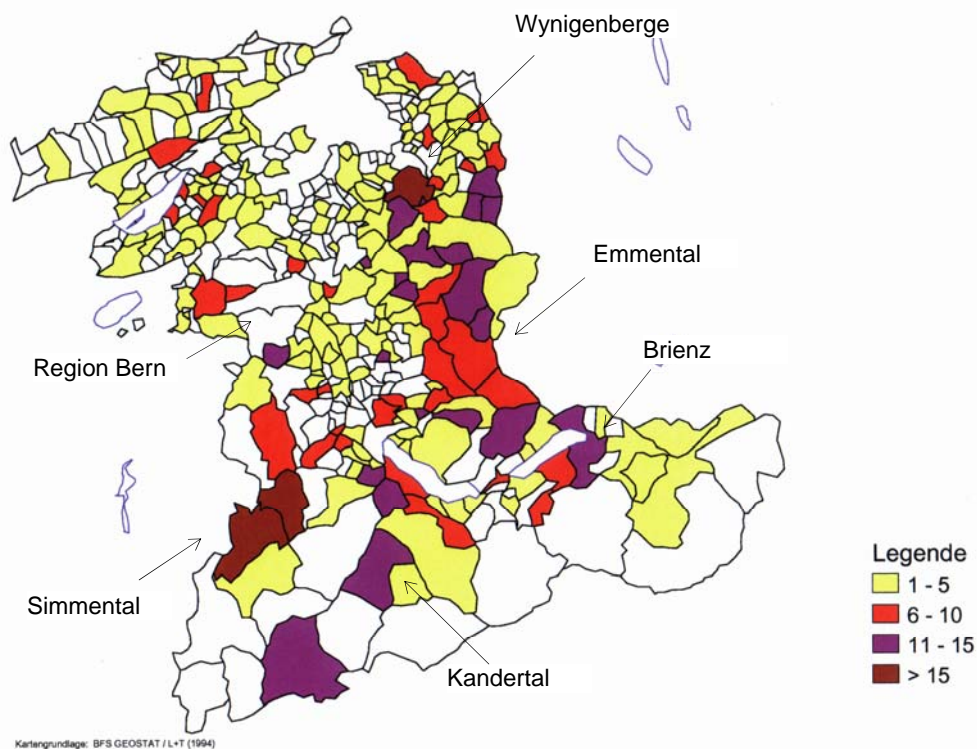 Wynigenberge
Emmental
Brienz
Region Bern
Simmental
Kandertal
Legende
1 - 5
6 - 10
11 - 15
> 15
Kartengrundlage: BFS GEOSTAT / L+T (1994)